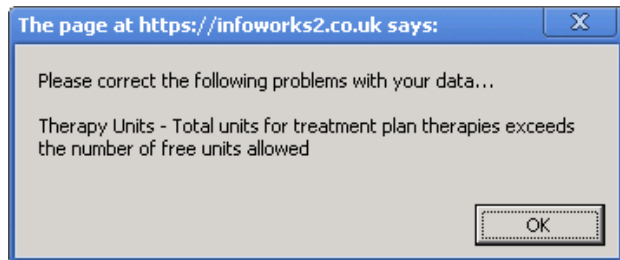 The page at https://infoworks2.co.uk says:
Please correct the following problems with your data...
Therapy Units - Total units for treatment plan therapies exceeds
the number of free units allowed
OK